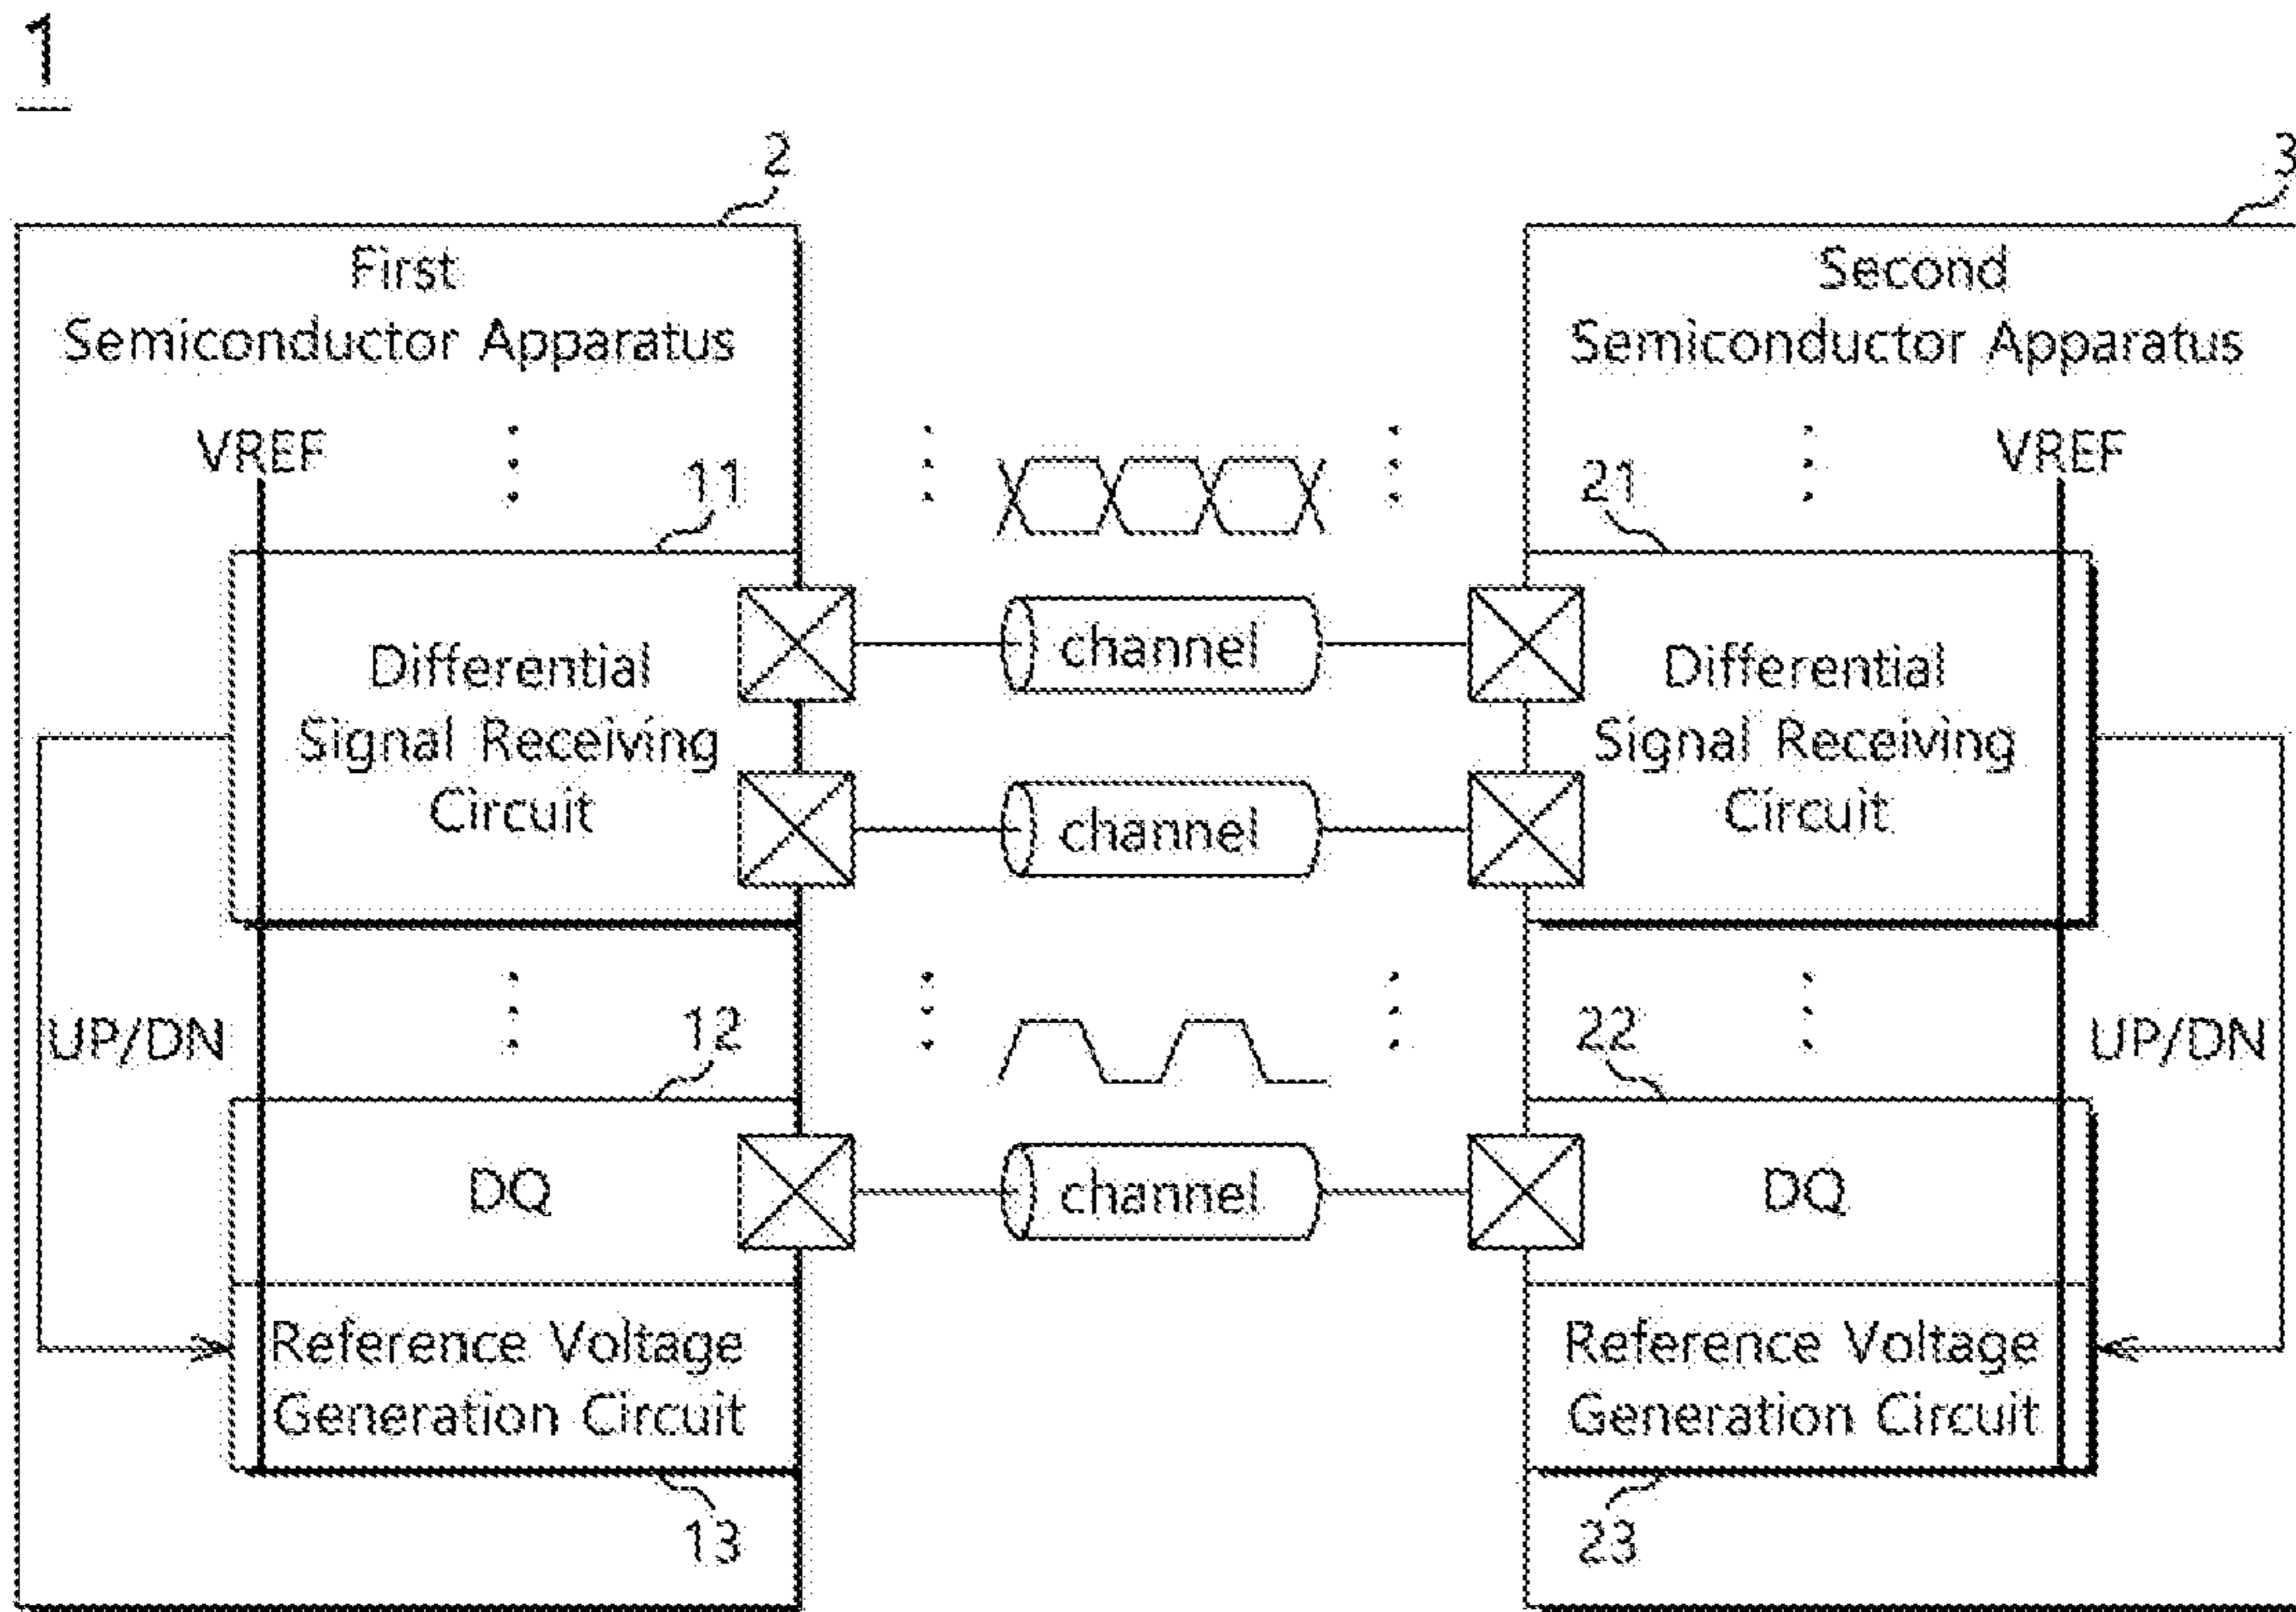 1
2
3
First
Semiconductor Apparatus
Second
Semiconductor Apparatus
VREF
11
21
VREF
Differential
Signal Receiving
Circuit
channel
channel
Differential
Signal Receiving
Circuit
UP/DN
12
22
UP/DN
DQ
channel
DQ
Reference Voltage
Generation Circuit
Reference Voltage
Generation Circuit
13
23